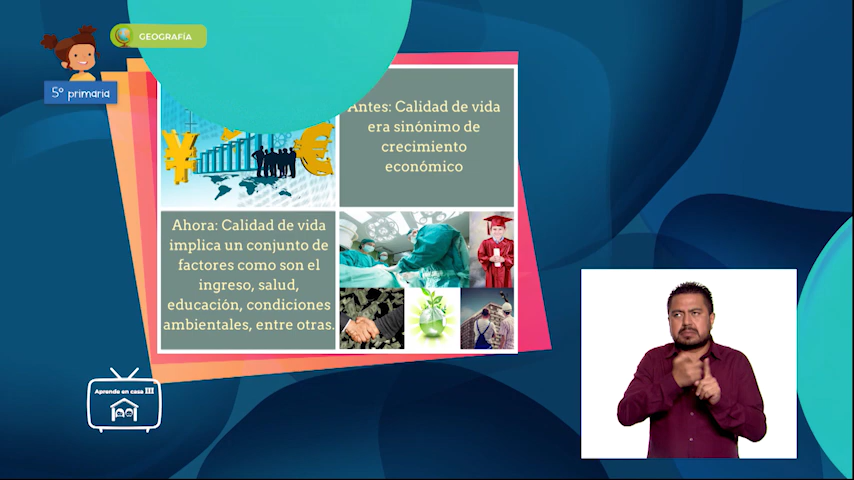 GEOGRAFÍA
5° primaria
Antes: Calidad de vida
era sinónimo de
crecimiento
económico
Ahora: Calidad de vida
implica un conjunto de
factores como son el
ingreso, salud,
educación, condiciones
ambientales, entre otras.
Aprende en casa III